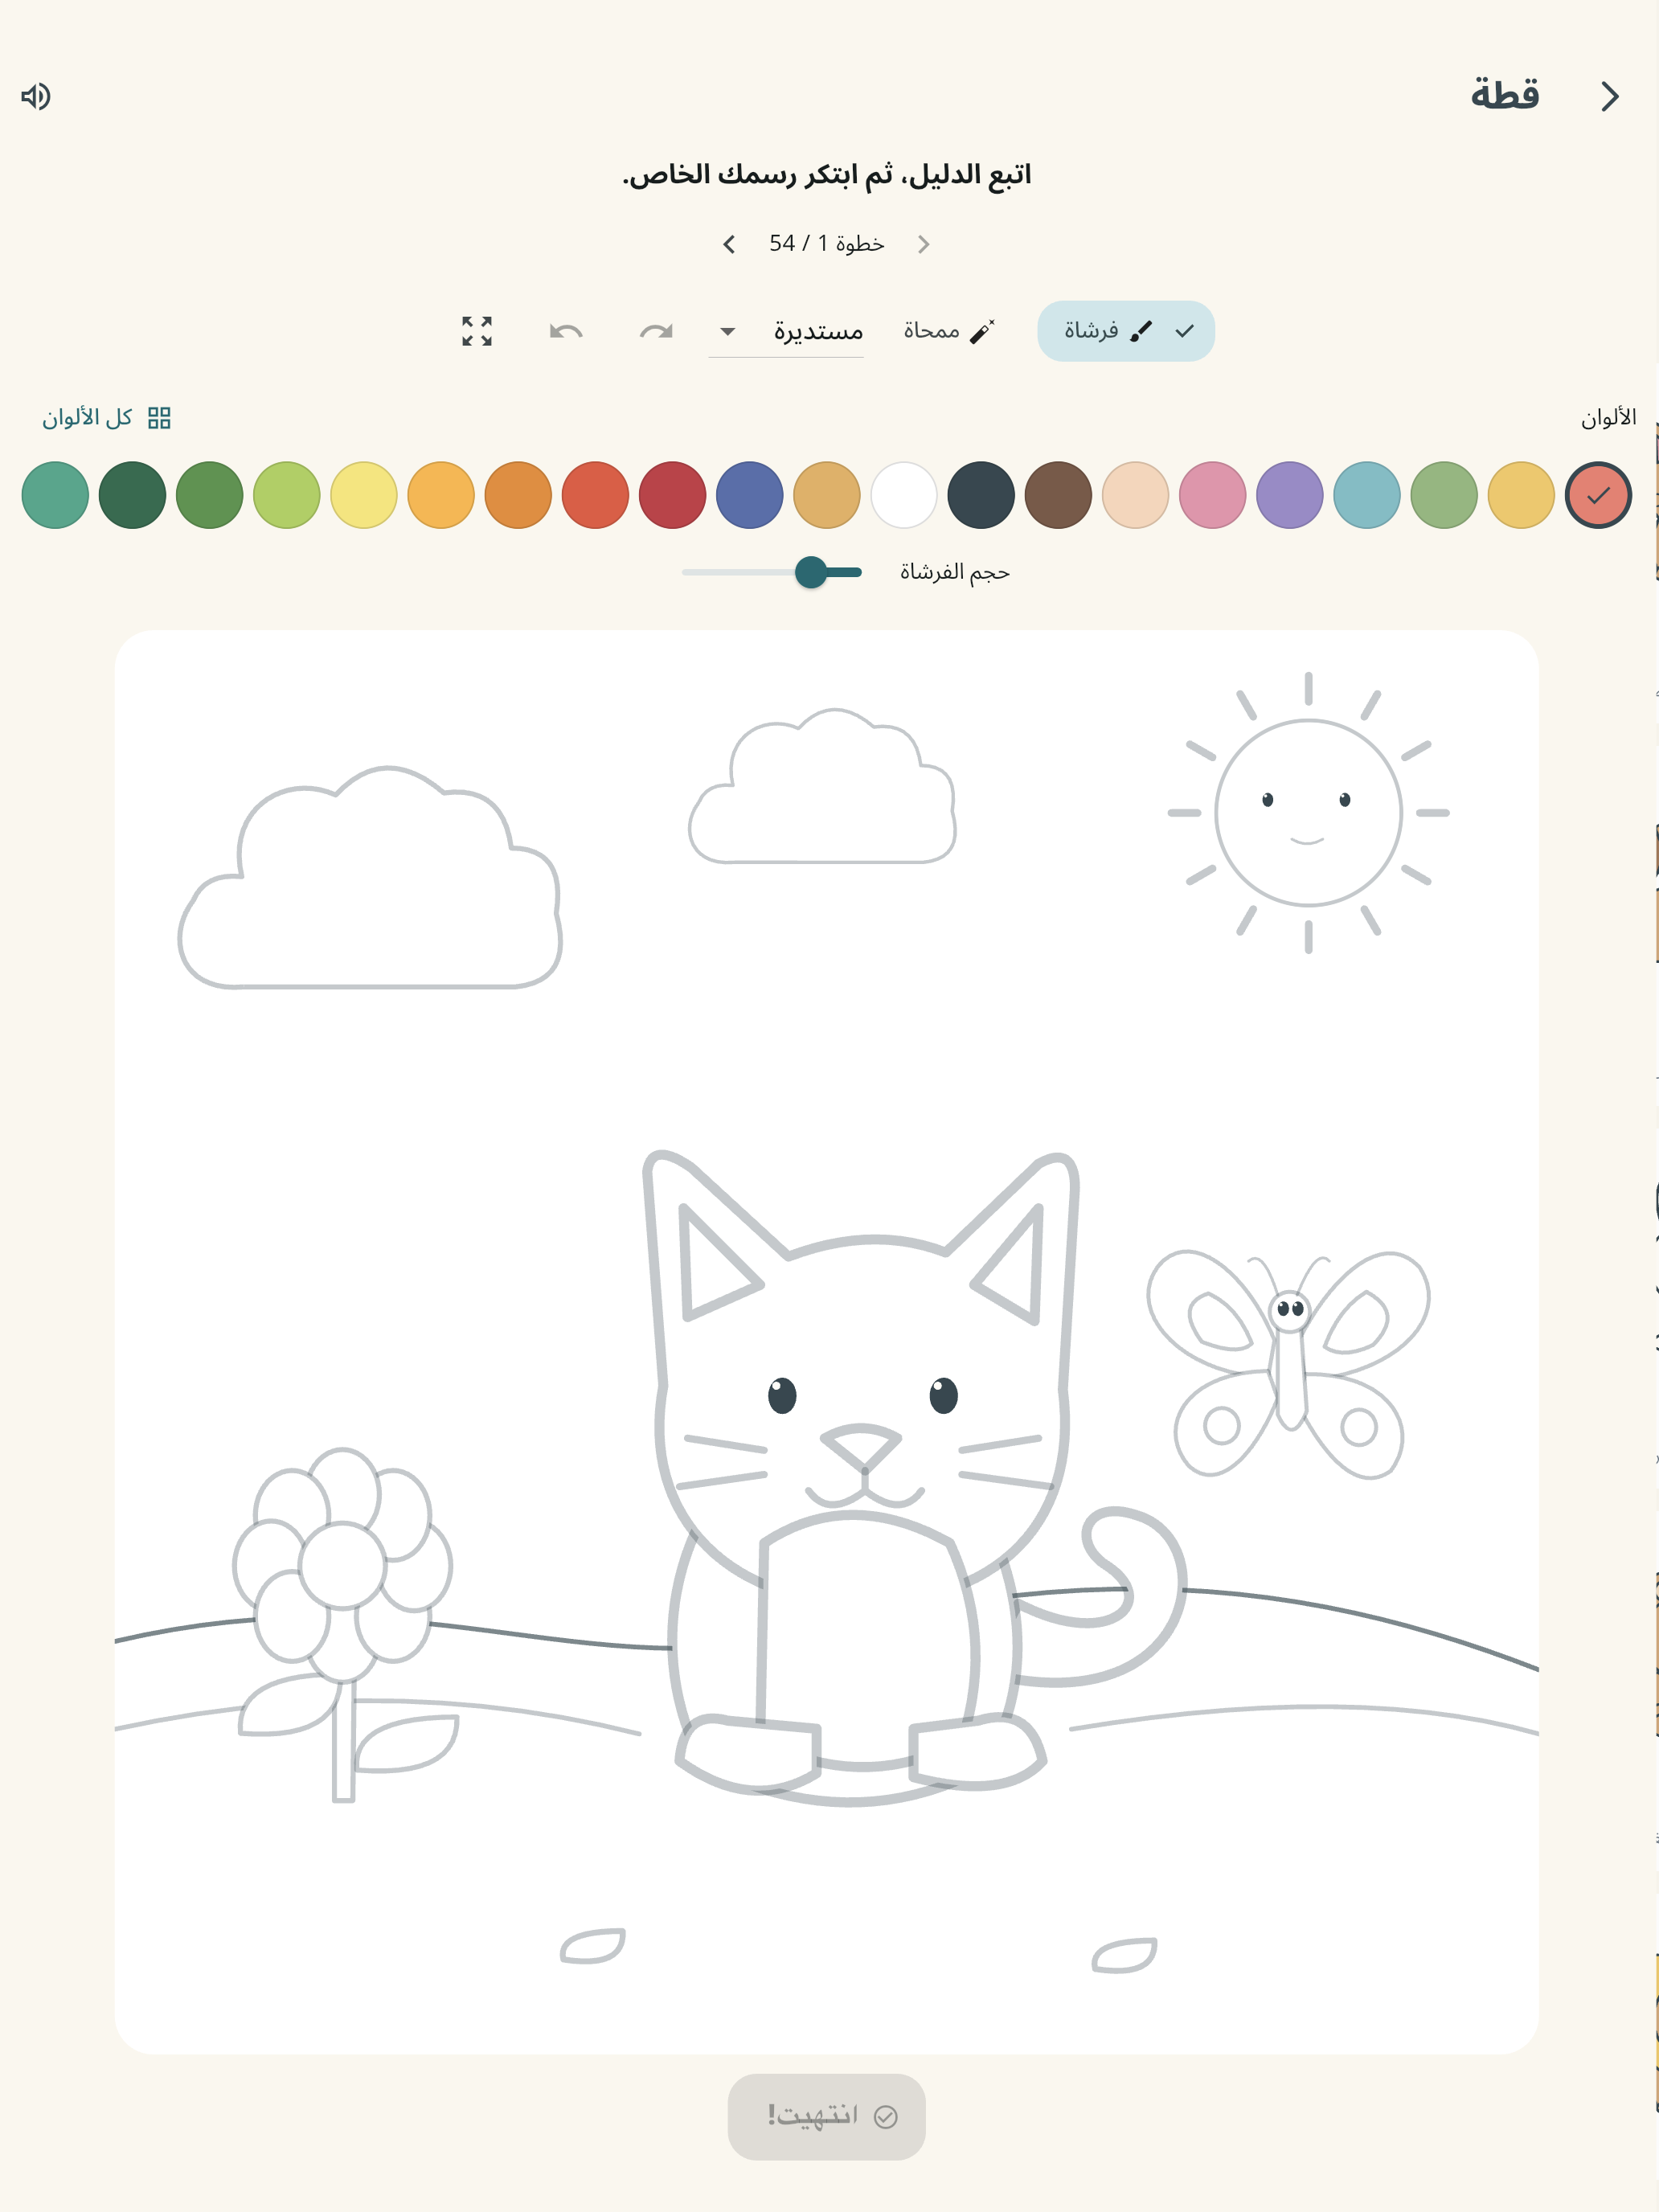 قطة
اتبع الدليل، ثم ابتكر رسمك الخاص.
خطوة 1 / 54
فرشاة
ممحاة
مستديرة
الألوان
كل الألوان
حجم الفرشاة
انتهيت!